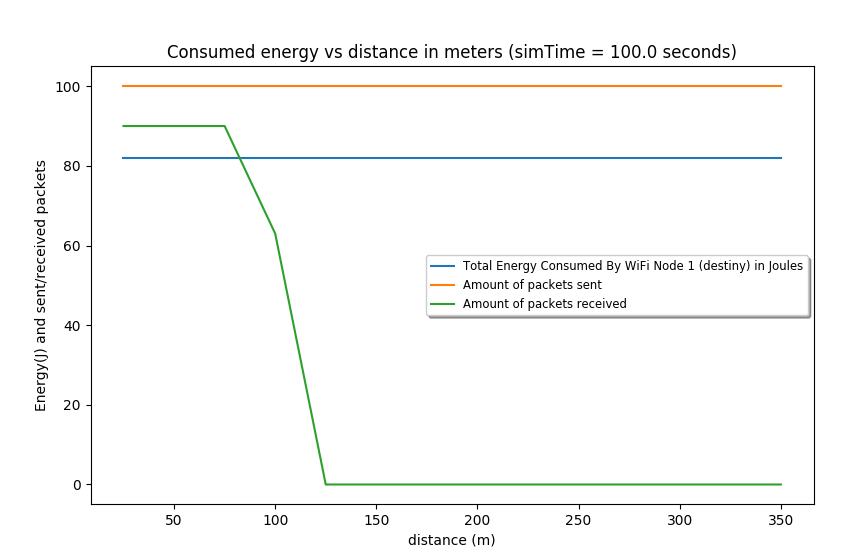 Consumed energy vs distance in meters (simTime = 100.0 seconds)
Energy(J) and sent/received packets
100
80
60
40
20
0
Total Energy Consumed By WiFi Node 1 (destiny) in Joules
Amount of packets sent
Amount of packets received
50 100 150 200 250 300 350
distance (m)